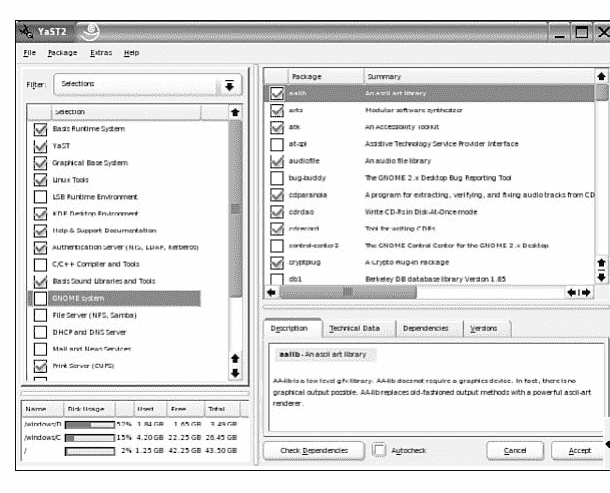 YaST2
File Package Extras Help
Filter: Selections
Selection
Basis Runtime System
YaST
Graphical Base System
Linux Tools
LSB Runtime Environment
KDE Desktop Environment
Help & Support Documentation
Authentication Server (NIS, LDAP, Kerberos)
C/C++ Compiler and Tools
Basis Sound Libraries and Tools
GNOME system
File Server (NFS, Samba)
DHCP and DNS Server
Mail and News Services
Print Server (CUPS)
Name Disk Usage Used Free Total
/windows/D 52% 1.84 GB 1.65 GB 3.49 GB
/windows/C 15% 4.20 GB 22.25 GB 26.45 GB
/ 2% 1.25 GB 42.25 GB 43.50 GB
Package Summary
aalib An ascii art library
arts Modular software synthesizer
atk An Accessibility ToolKit
at-spi Assistive Technology Service Provider Interface
audiofile An audio file library
bug-buddy The GNOME 2.x Desktop Bug Reporting Tool
cdparanoia A program for extracting, verifying, and fixing audio tracks from CD
cdrdao Write CD-Rs in Disk-At-Once mode
cdrecord Tool for writing CDRs
control-center2 The GNOME Control Center for the GNOME 2.x Desktop
cryptplug A Crypto Plug-in Package
db1 Berkeley DB database library Version 1.85
Description Technical Data Dependencies Versions
aalib - An ascii art library
AA-lib is a low level gfx library. AA-lib does not require a graphics device. In fact, there is no
graphical output possible. AA-lib replaces old-fashioned output methods with a powerful ascii-art
renderer.
Check Dependencies Autocheck Cancel Accept